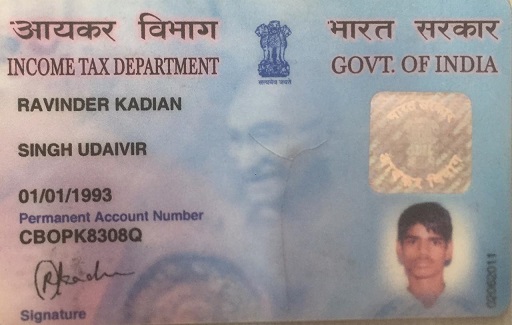 आयकर विभाग
भारत सरकार
INCOME TAX DEPARTMENT
GOVT. OF INDIA
सत्यमेव जयते
RAVINDER KADIAN
SINGH UDAIVIR
01/01/1993
Permanent Account Number
CBOPK8308Q
Signature
02062011